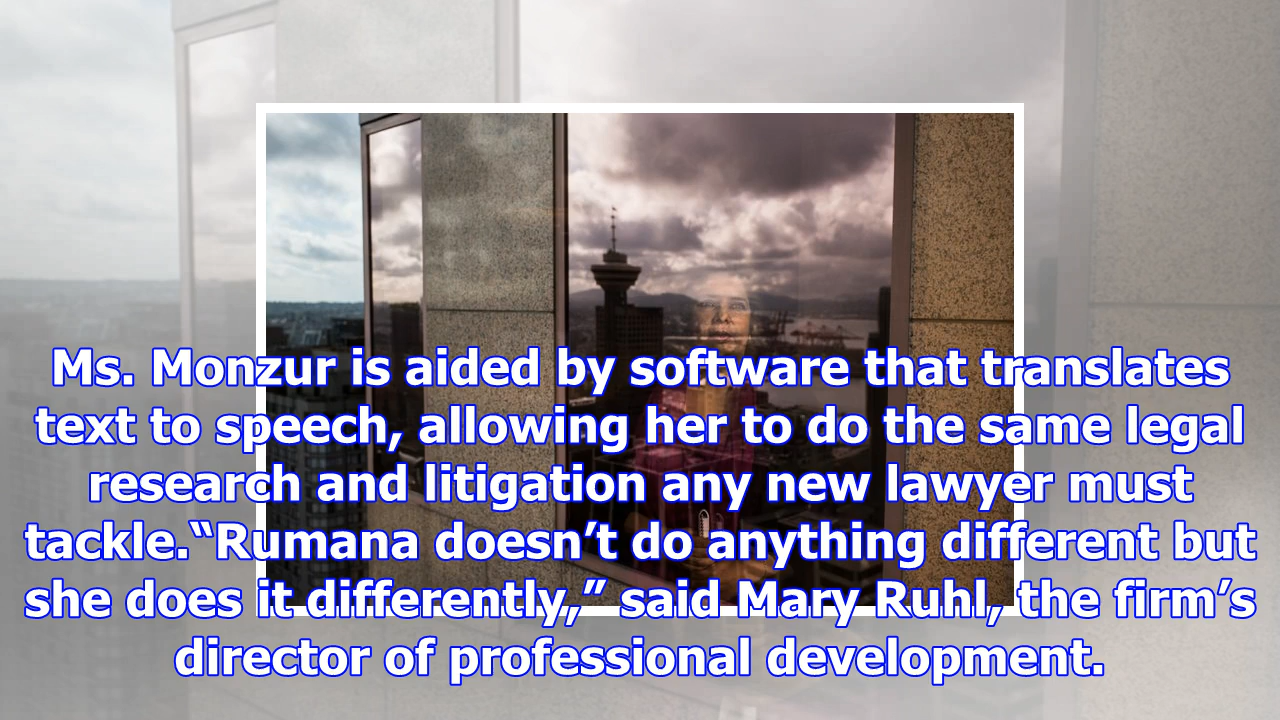 Ms. Monzur is aided by software that translates
text to speech, allowing her to do the same legal
research and litigation any new lawyer must
tackle.“Rumana doesn’t do anything different but
she does it differently,” said Mary Ruhl, the firm’s
director of professional development.